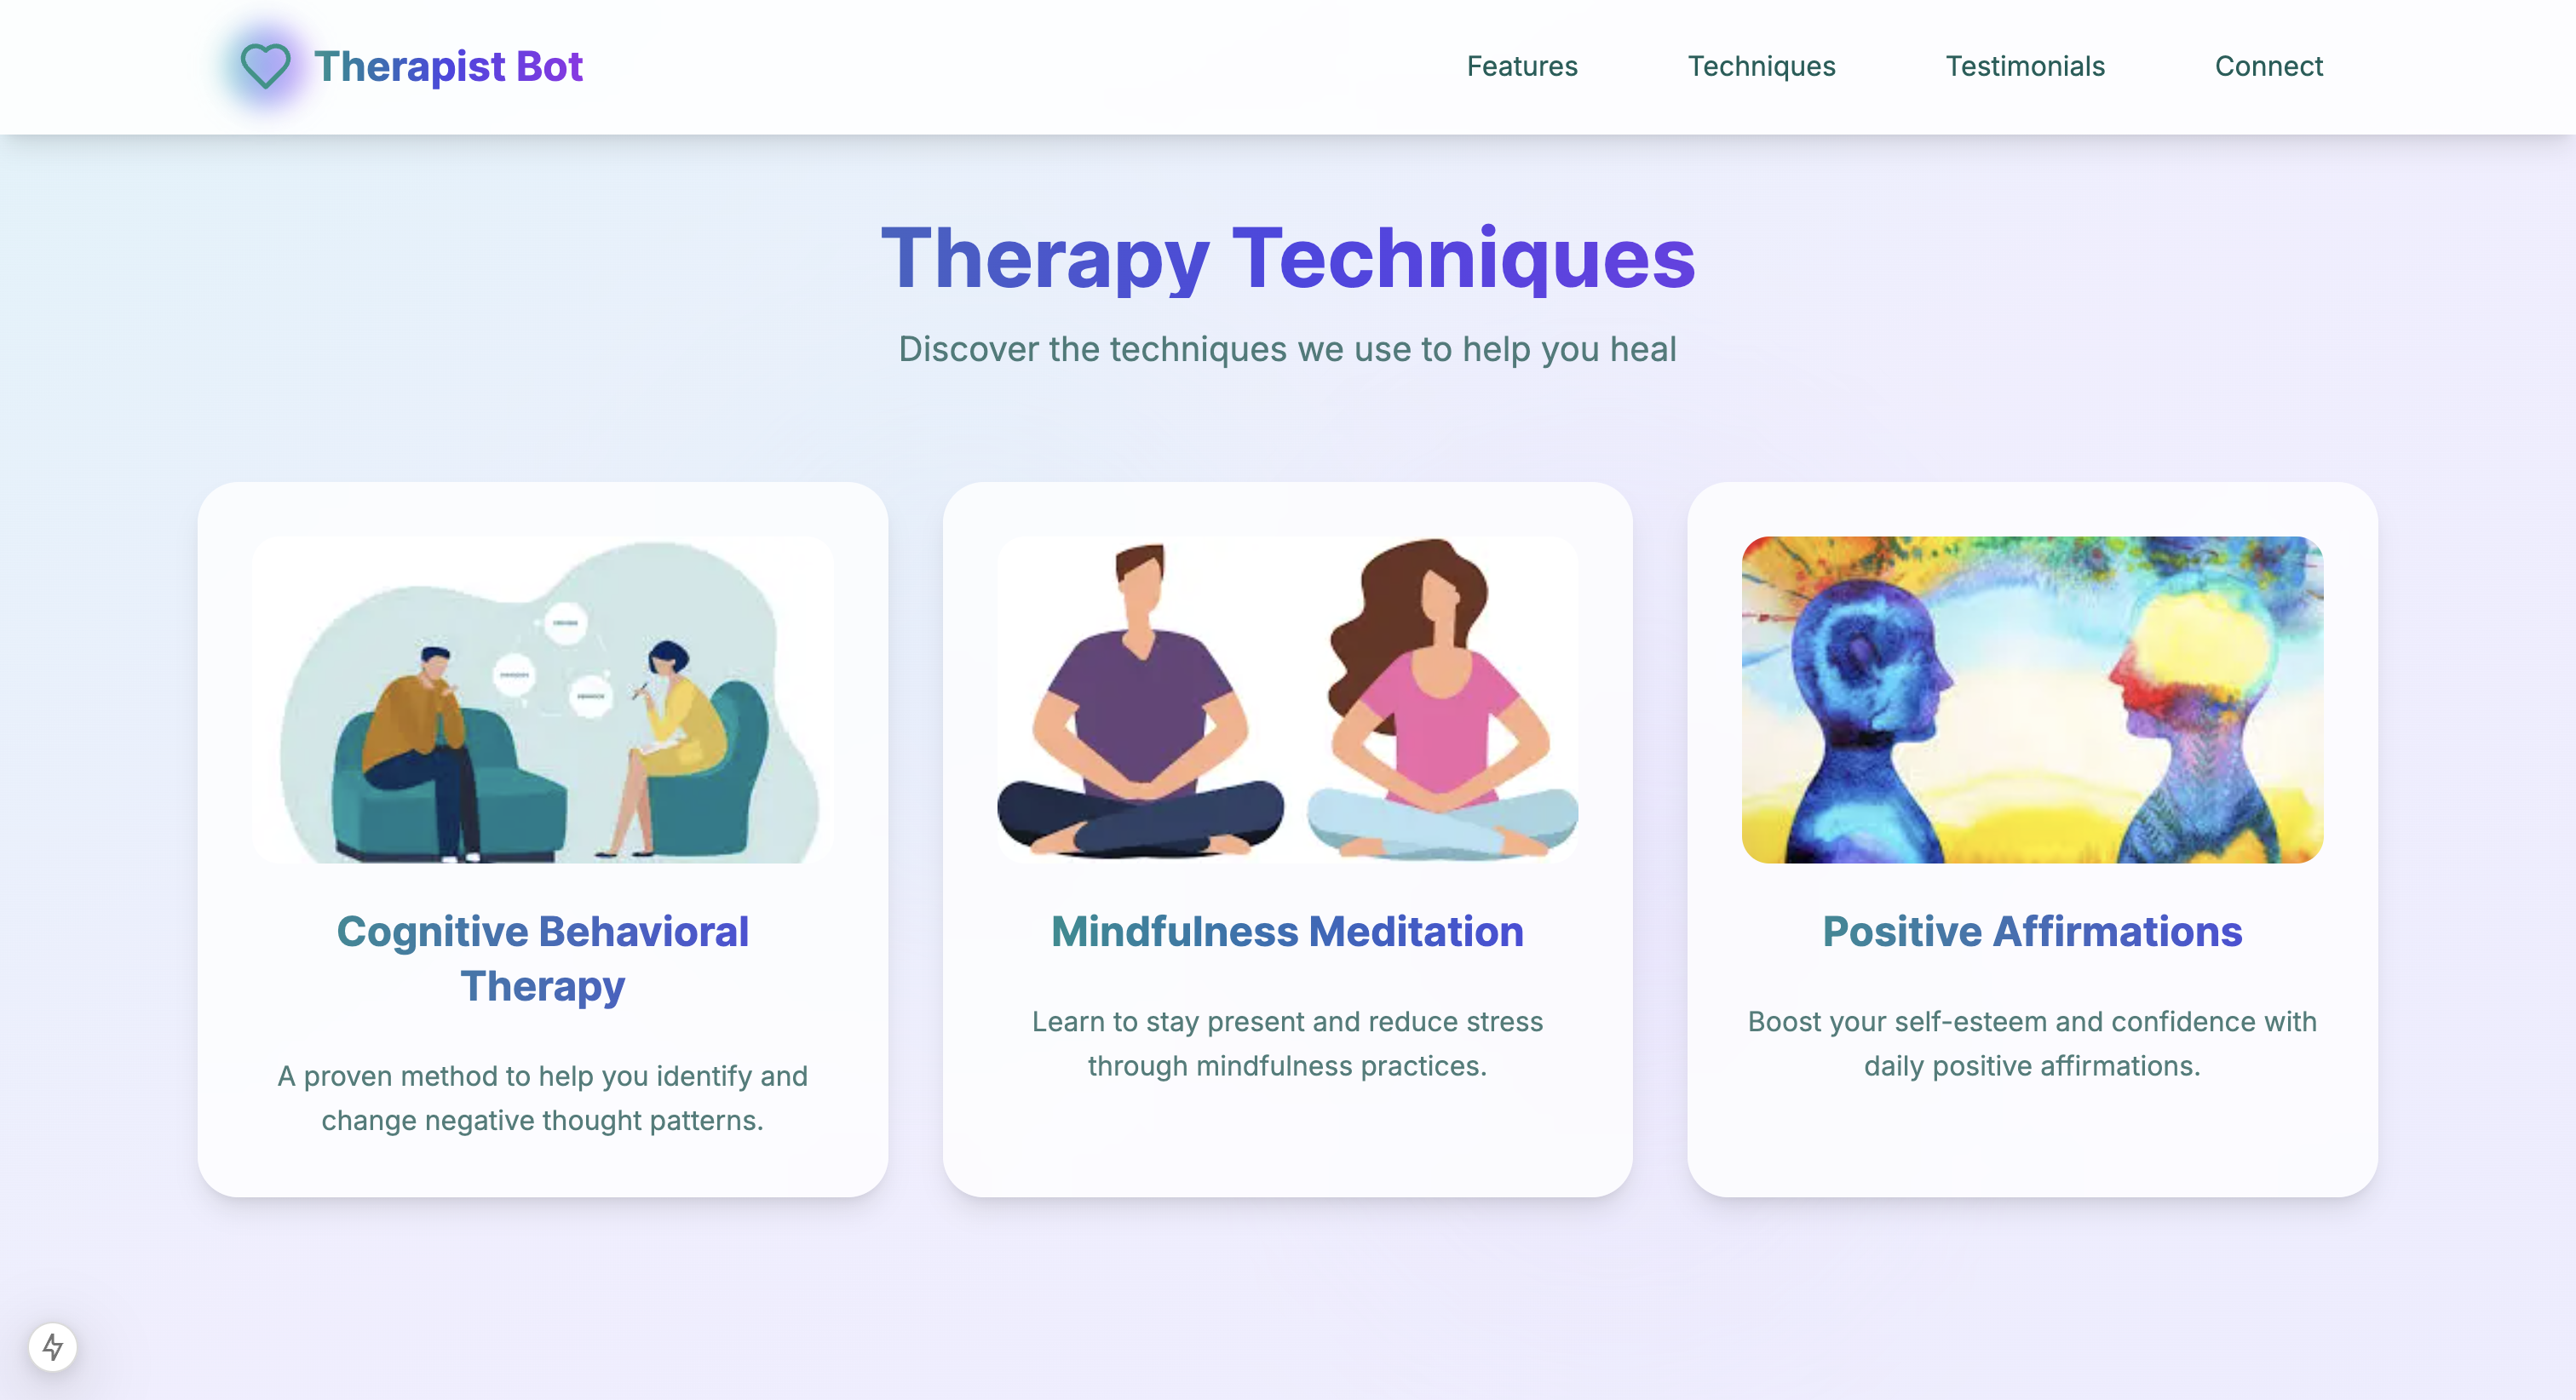 Therapist Bot
Features
Techniques
Testimonials
Connect
Therapy Techniques
Discover the techniques we use to help you heal
Cognitive Behavioral
Therapy
A proven method to help you identify and
change negative thought patterns.
Mindfulness Meditation
Learn to stay present and reduce stress
through mindfulness practices.
Positive Affirmations
Boost your self-esteem and confidence with
daily positive affirmations.